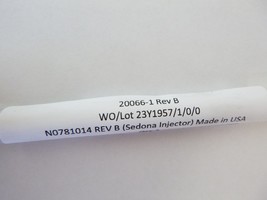 20066-1 Rev B
WO/Lot 23Y1957/1/0/0
N0781014 REV B (Sedona Injector) Made in USA